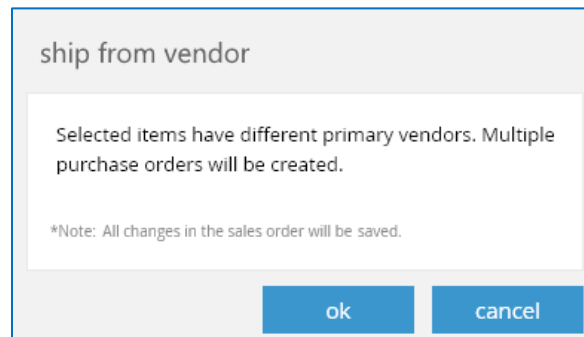 ship from vendor
Selected items have different primary vendors. Multiple
purchase orders will be created.
*Note: All changes in the sales order will be saved.
ok cancel